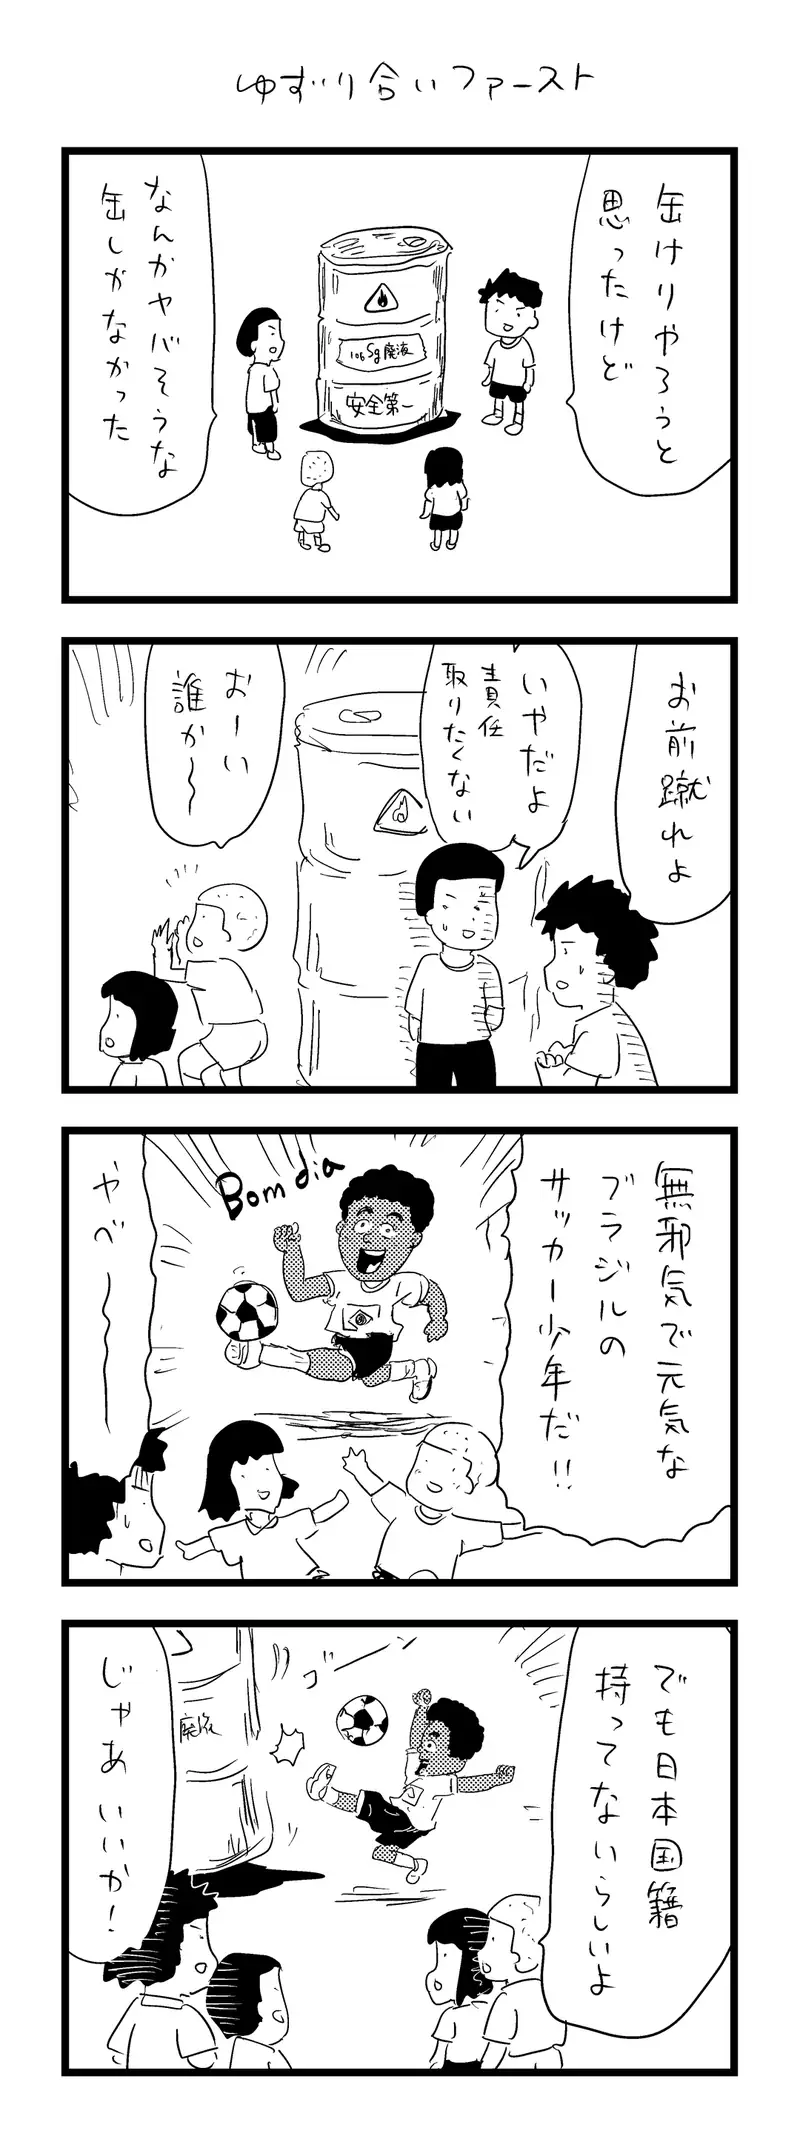 ゆずり合いファースト
缶けりやろうと
思ったけど
なんかヤバそうな
缶しかなかった
106Sg廃液
安全第一
お前蹴れよ
いやだよ
責任
取りたくない
おーい
誰か〜〜
無邪気で元気な
ブラジルの
サッカー少年だ!!
Bom dia
やべ〜〜
でも日本国籍
持ってないらしいよ
ゴーン
廃液
じゃあいいか!